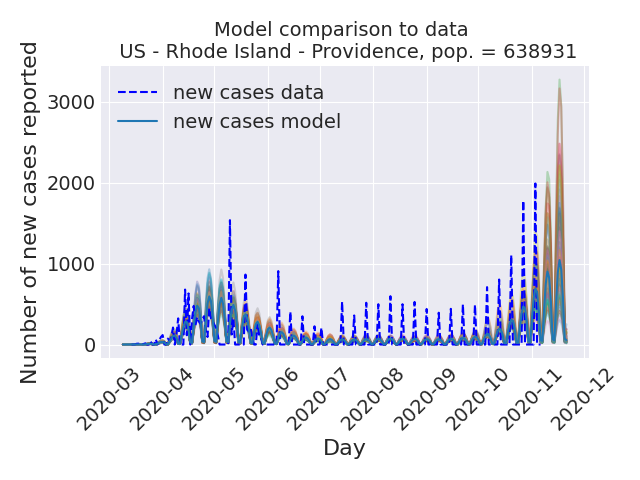 Model comparison to data
US - Rhode Island - Providence, pop. = 638931
Number of new cases reported
3000
2000
1000
0
new cases data
new cases model
2020-03
2020-04
2020-05
2020-06
2020-07
2020-08
2020-09
2020-10
2020-11
2020-12
Day